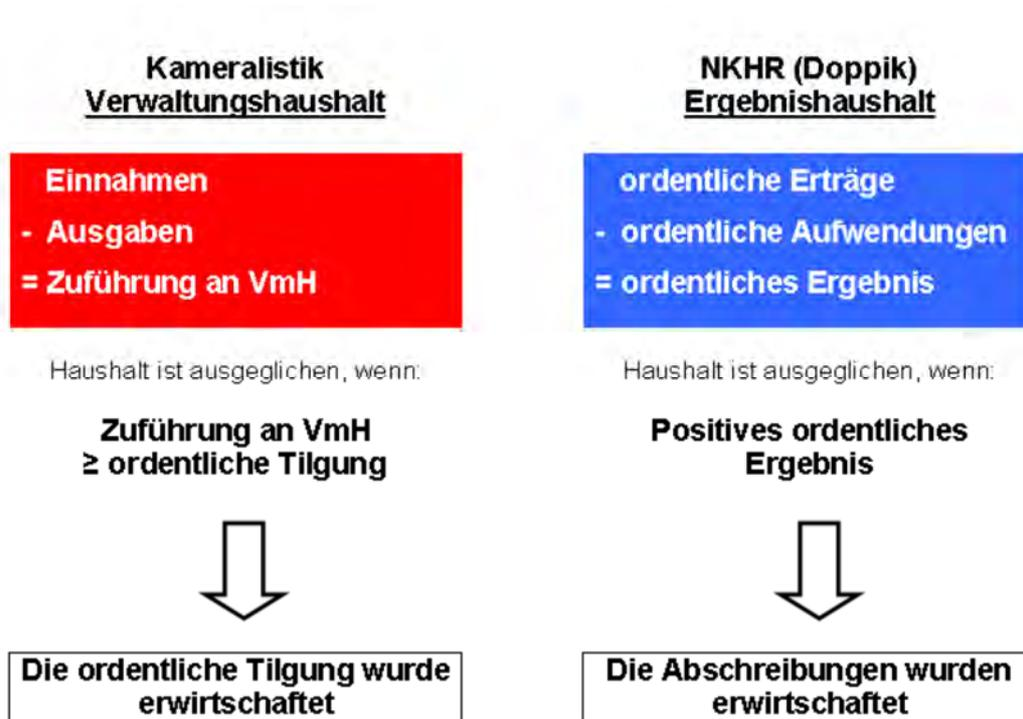 Kameralistik
Verwaltungshaushalt
Einnahmen
- Ausgaben
= Zuführung an VmH
Haushalt ist ausgeglichen, wenn:
Zuführung an VmH
≥ ordentliche Tilgung
Die ordentliche Tilgung wurde
erwirtschaftet
NKHR (Doppik)
Ergebnishaushalt
ordentliche Erträge
- ordentliche Aufwendungen
= ordentliches Ergebnis
Haushalt ist ausgeglichen, wenn:
Positives ordentliches
Ergebnis
Die Abschreibungen wurden
erwirtschaftet